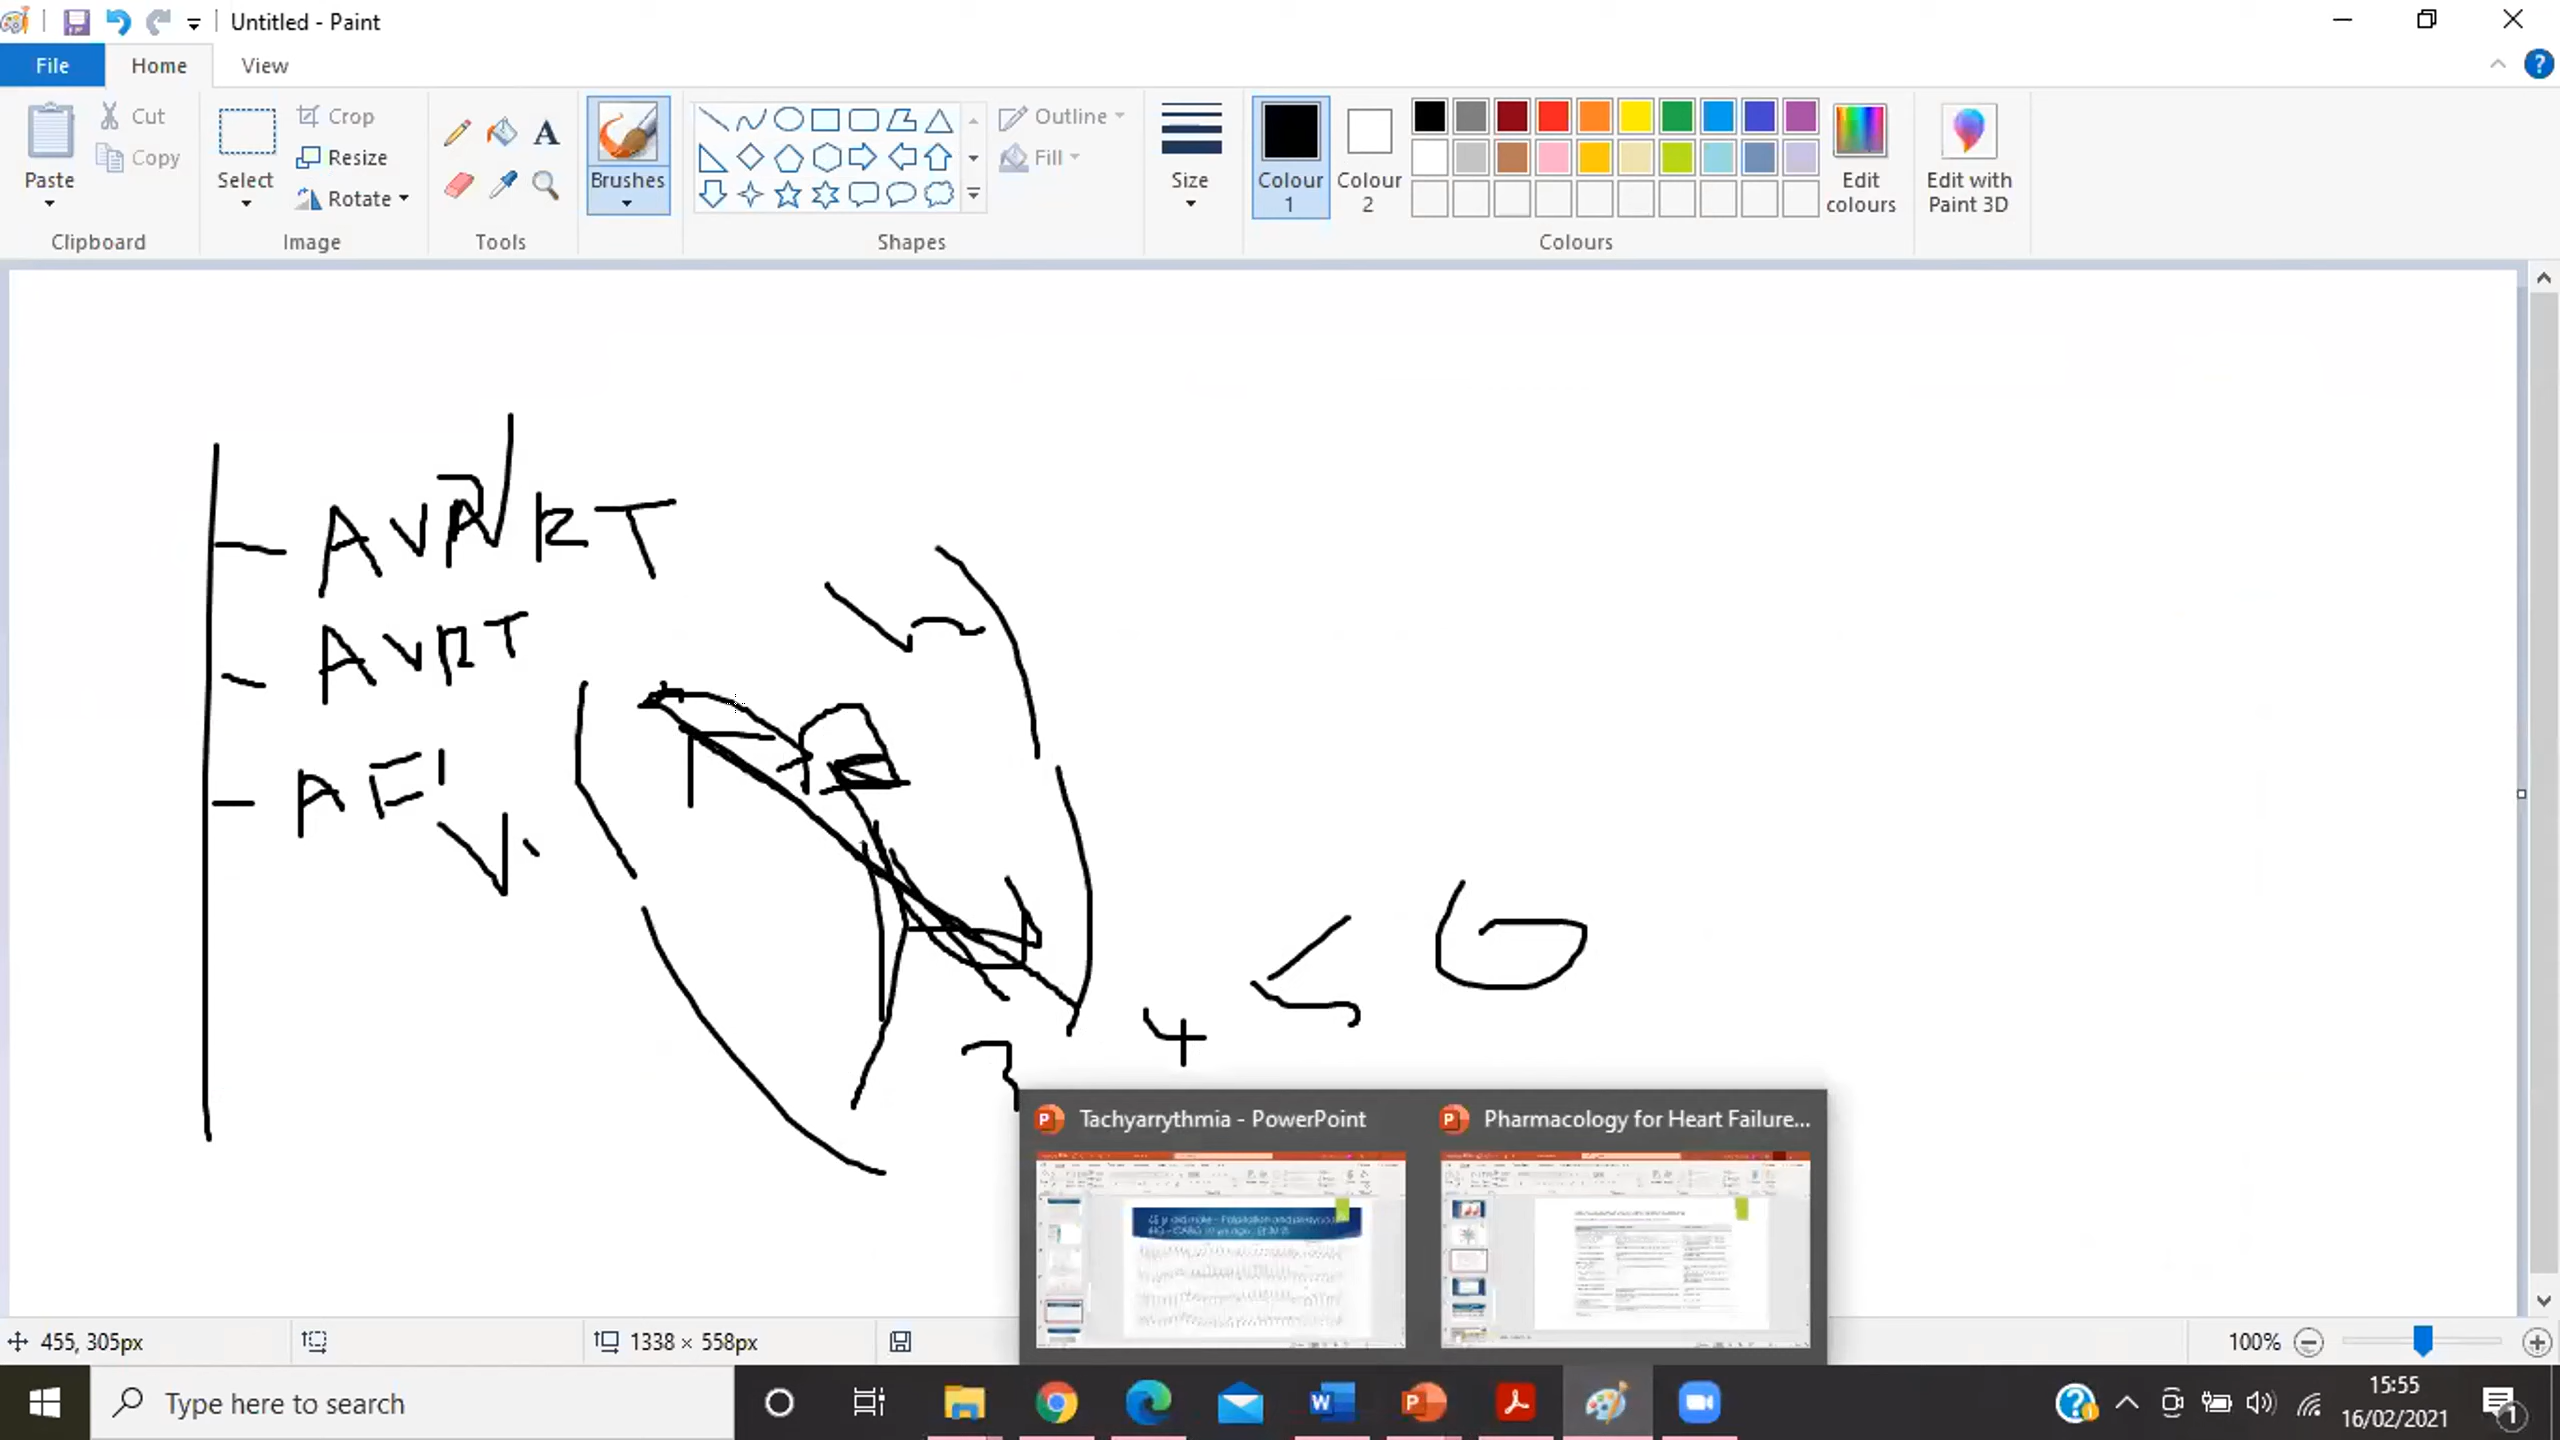 Untitled - Paint
File Home View
Paste
Cut
Copy
Clipboard
Select
Crop
Resize
Rotate
Image
Tools
Brushes
Shapes
Outline
Fill
Size
Colour 1
Colour 2
Colours
Edit colours
Edit with Paint 3D
AVNRT
AVRT
AF
3
4
Tachyarrythmia - PowerPoint
Pharmacology for Heart Failure...
455, 305px
1338 × 558px
100%
Type here to search
15:55
16/02/2021
1